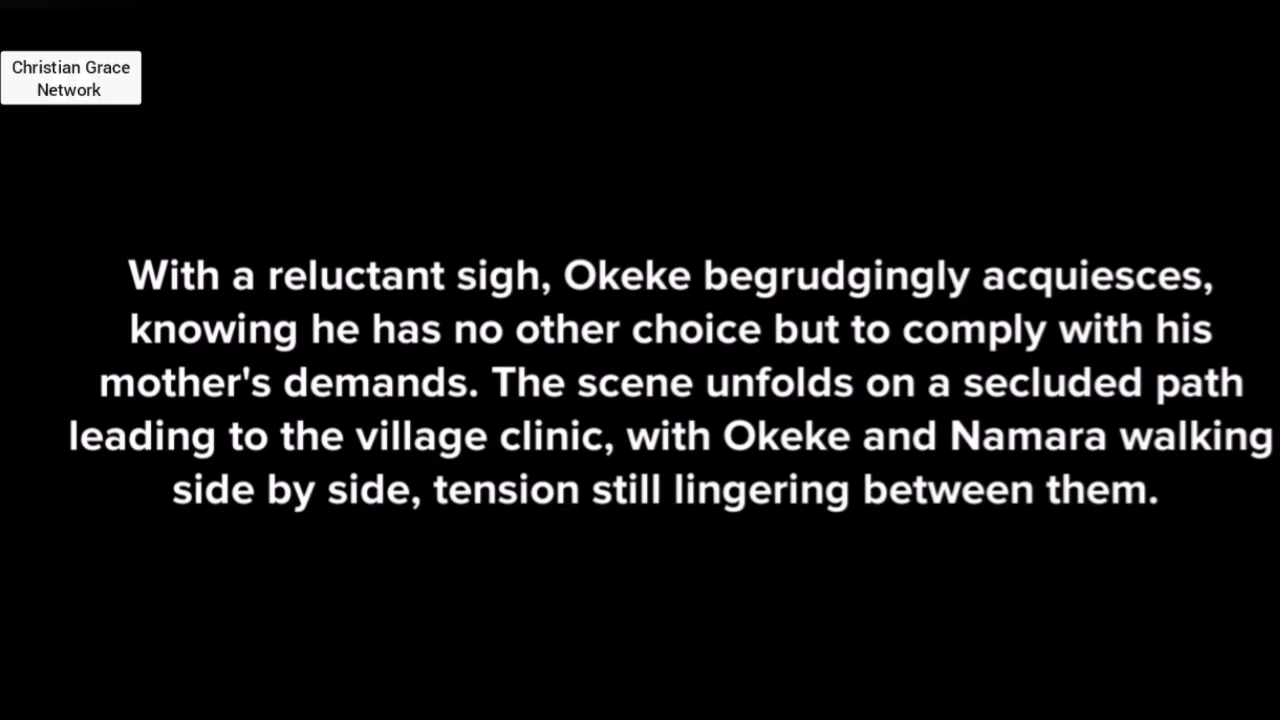 Christian Grace
Network
With a reluctant sigh, Okeke begrudgingly acquiesces,
knowing he has no other choice but to comply with his
mother's demands. The scene unfolds on a secluded path
leading to the village clinic, with Okeke and Namara walking
side by side, tension still lingering between them.